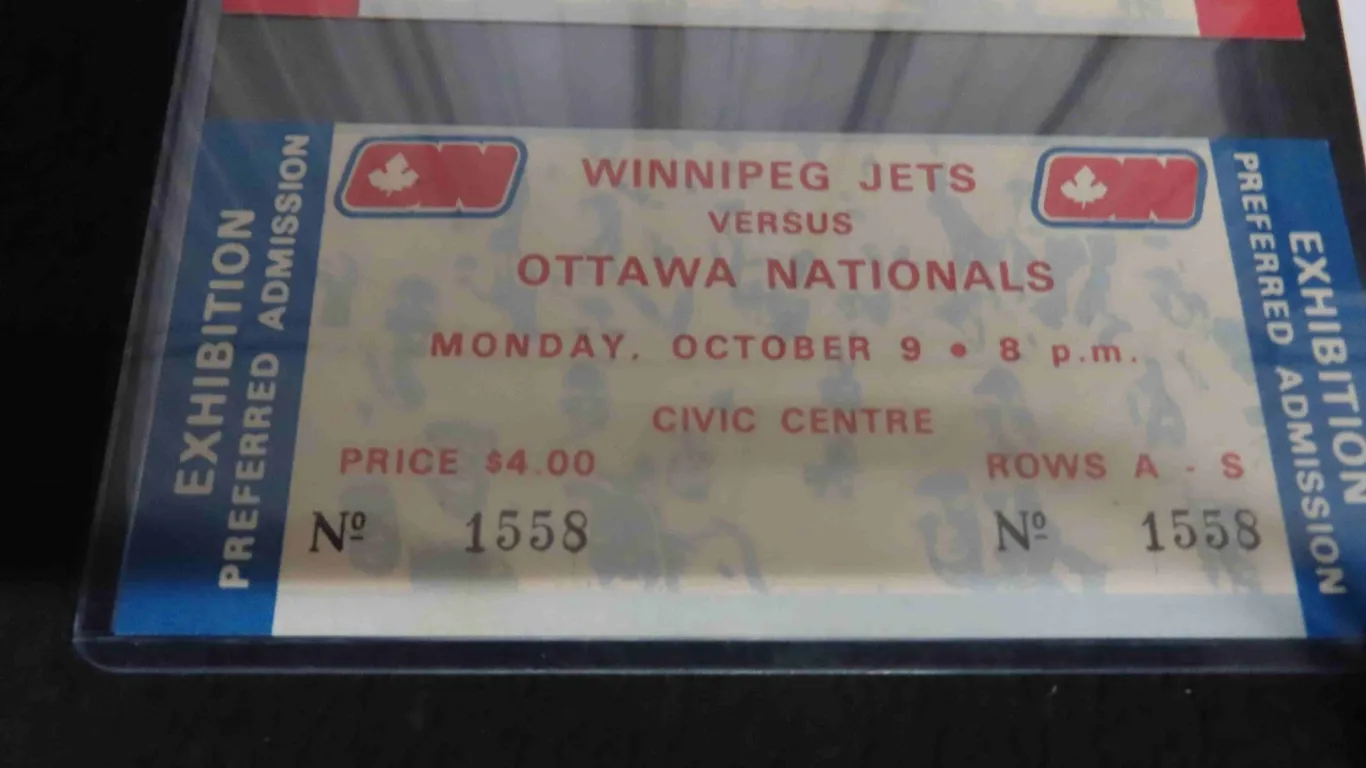 EXHIBITION
PREFERRED ADMISSION
WINNIPEG JETS
VERSUS
OTTAWA NATIONALS
MONDAY, OCTOBER 9 • 8 p.m.
CIVIC CENTRE
PRICE $4.00 ROWS A - S
Nº 1558 Nº 1558
EXHIBITION
PREFERRED ADMISSION